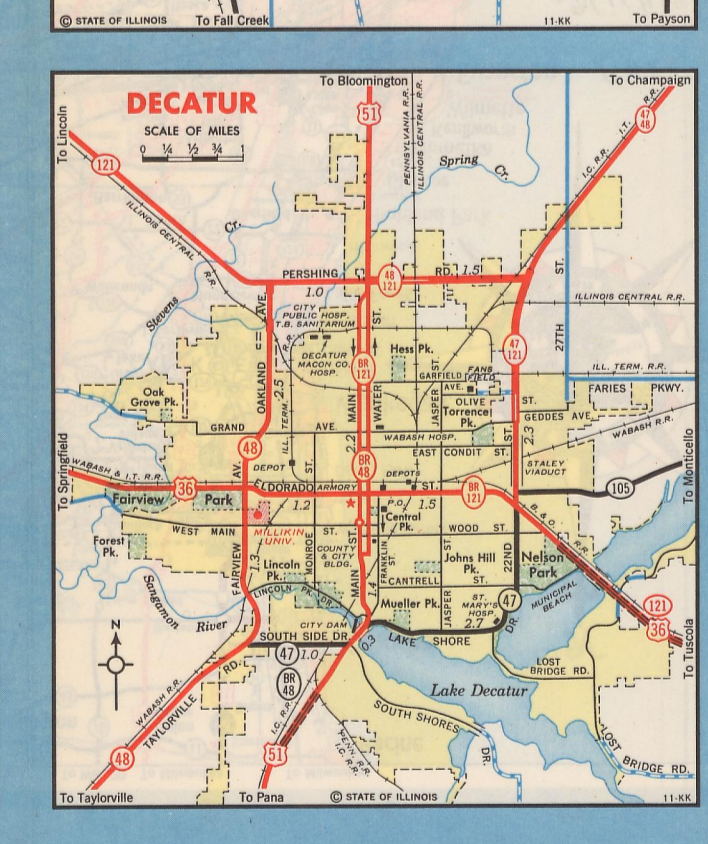 © STATE OF ILLINOIS
To Fall Creek
11-KK
To Payson
To Bloomington
To Champaign
DECATUR
SCALE OF MILES
0 ¼ ½ ¾ 1
To Lincoln
121
51
PENNSYLVANIA R.R.
ILLINOIS CENTRAL R.R.
47
48
I.C. R.R.
I.T. R.R.
Spring Cr.
ILLINOIS CENTRAL R.R.
Stevens Cr.
PERSHING RD.
1.0
48
121
1.5
27TH ST.
ILLINOIS CENTRAL R.R.
CITY
PUBLIC HOSP.
T.B. SANITARIUM
DECATUR
MACON CO.
HOSP.
OAKLAND AVE.
2.5
ILL. TERM. R.R.
BR
121
MAIN
WATER ST.
Hess Pk.
JASPER ST.
GARFIELD AVE.
FANS
FIELD
47
121
ILL. TERM. R.R.
FARIES PKWY.
Oak
Grove Pk.
OLIVE ST.
Torrence
Pk.
GEDDES AVE.
GRAND AVE.
WABASH HOSP.
2.3
WABASH R.R.
48
2.2
EAST CONDIT ST.
STALEY
VIADUCT
To Springfield
WABASH & I.T. R.R.
DEPOT
BR
48
DEPOTS
To Monticello
105
36
ELDORADO
ARMORY
ST.
BR
121
Fairview Park
1.2
P.O.
1.5
Central
Pk.
B. & O. R.R.
WEST MAIN ST.
MILLIKIN
UNIV.
WOOD ST.
Forest
Pk.
COUNTY
& CITY
BLDG.
MONROE ST.
FRANKLIN ST.
Johns Hill
Pk.
22ND ST.
Nelson
Park
FAIRVIEW AV.
1.3
Lincoln
Pk.
LINCOLN PK. DR.
MAIN ST.
1.4
CANTRELL ST.
MUNICIPAL
BEACH
Sangamon River
Mueller Pk.
JASPER ST.
ST.
MARY'S
HOSP.
47
121
36
CITY DAM
SOUTH SIDE DR.
0.3
LAKE SHORE DR.
2.7
N
47
1.0
BR
48
LOST
BRIDGE RD.
To Tuscola
WABASH R.R.
TAYLORVILLE RD.
I.C. R.R.
Lake Decatur
SOUTH SHORES DR.
PENN. R.R.
I.C. R.R.
LOST BRIDGE RD.
48
51
To Taylorville
To Pana
© STATE OF ILLINOIS
11-KK